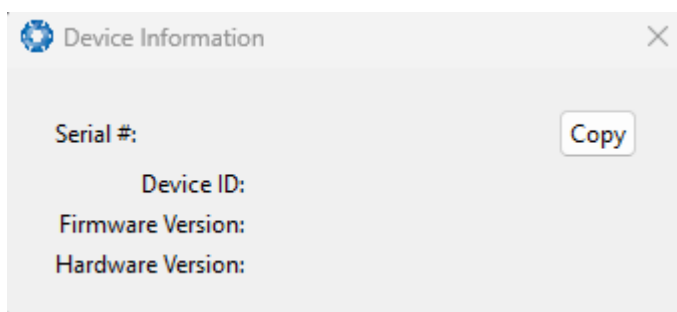 Device Information
Serial #:
Copy
Device ID:
Firmware Version:
Hardware Version: